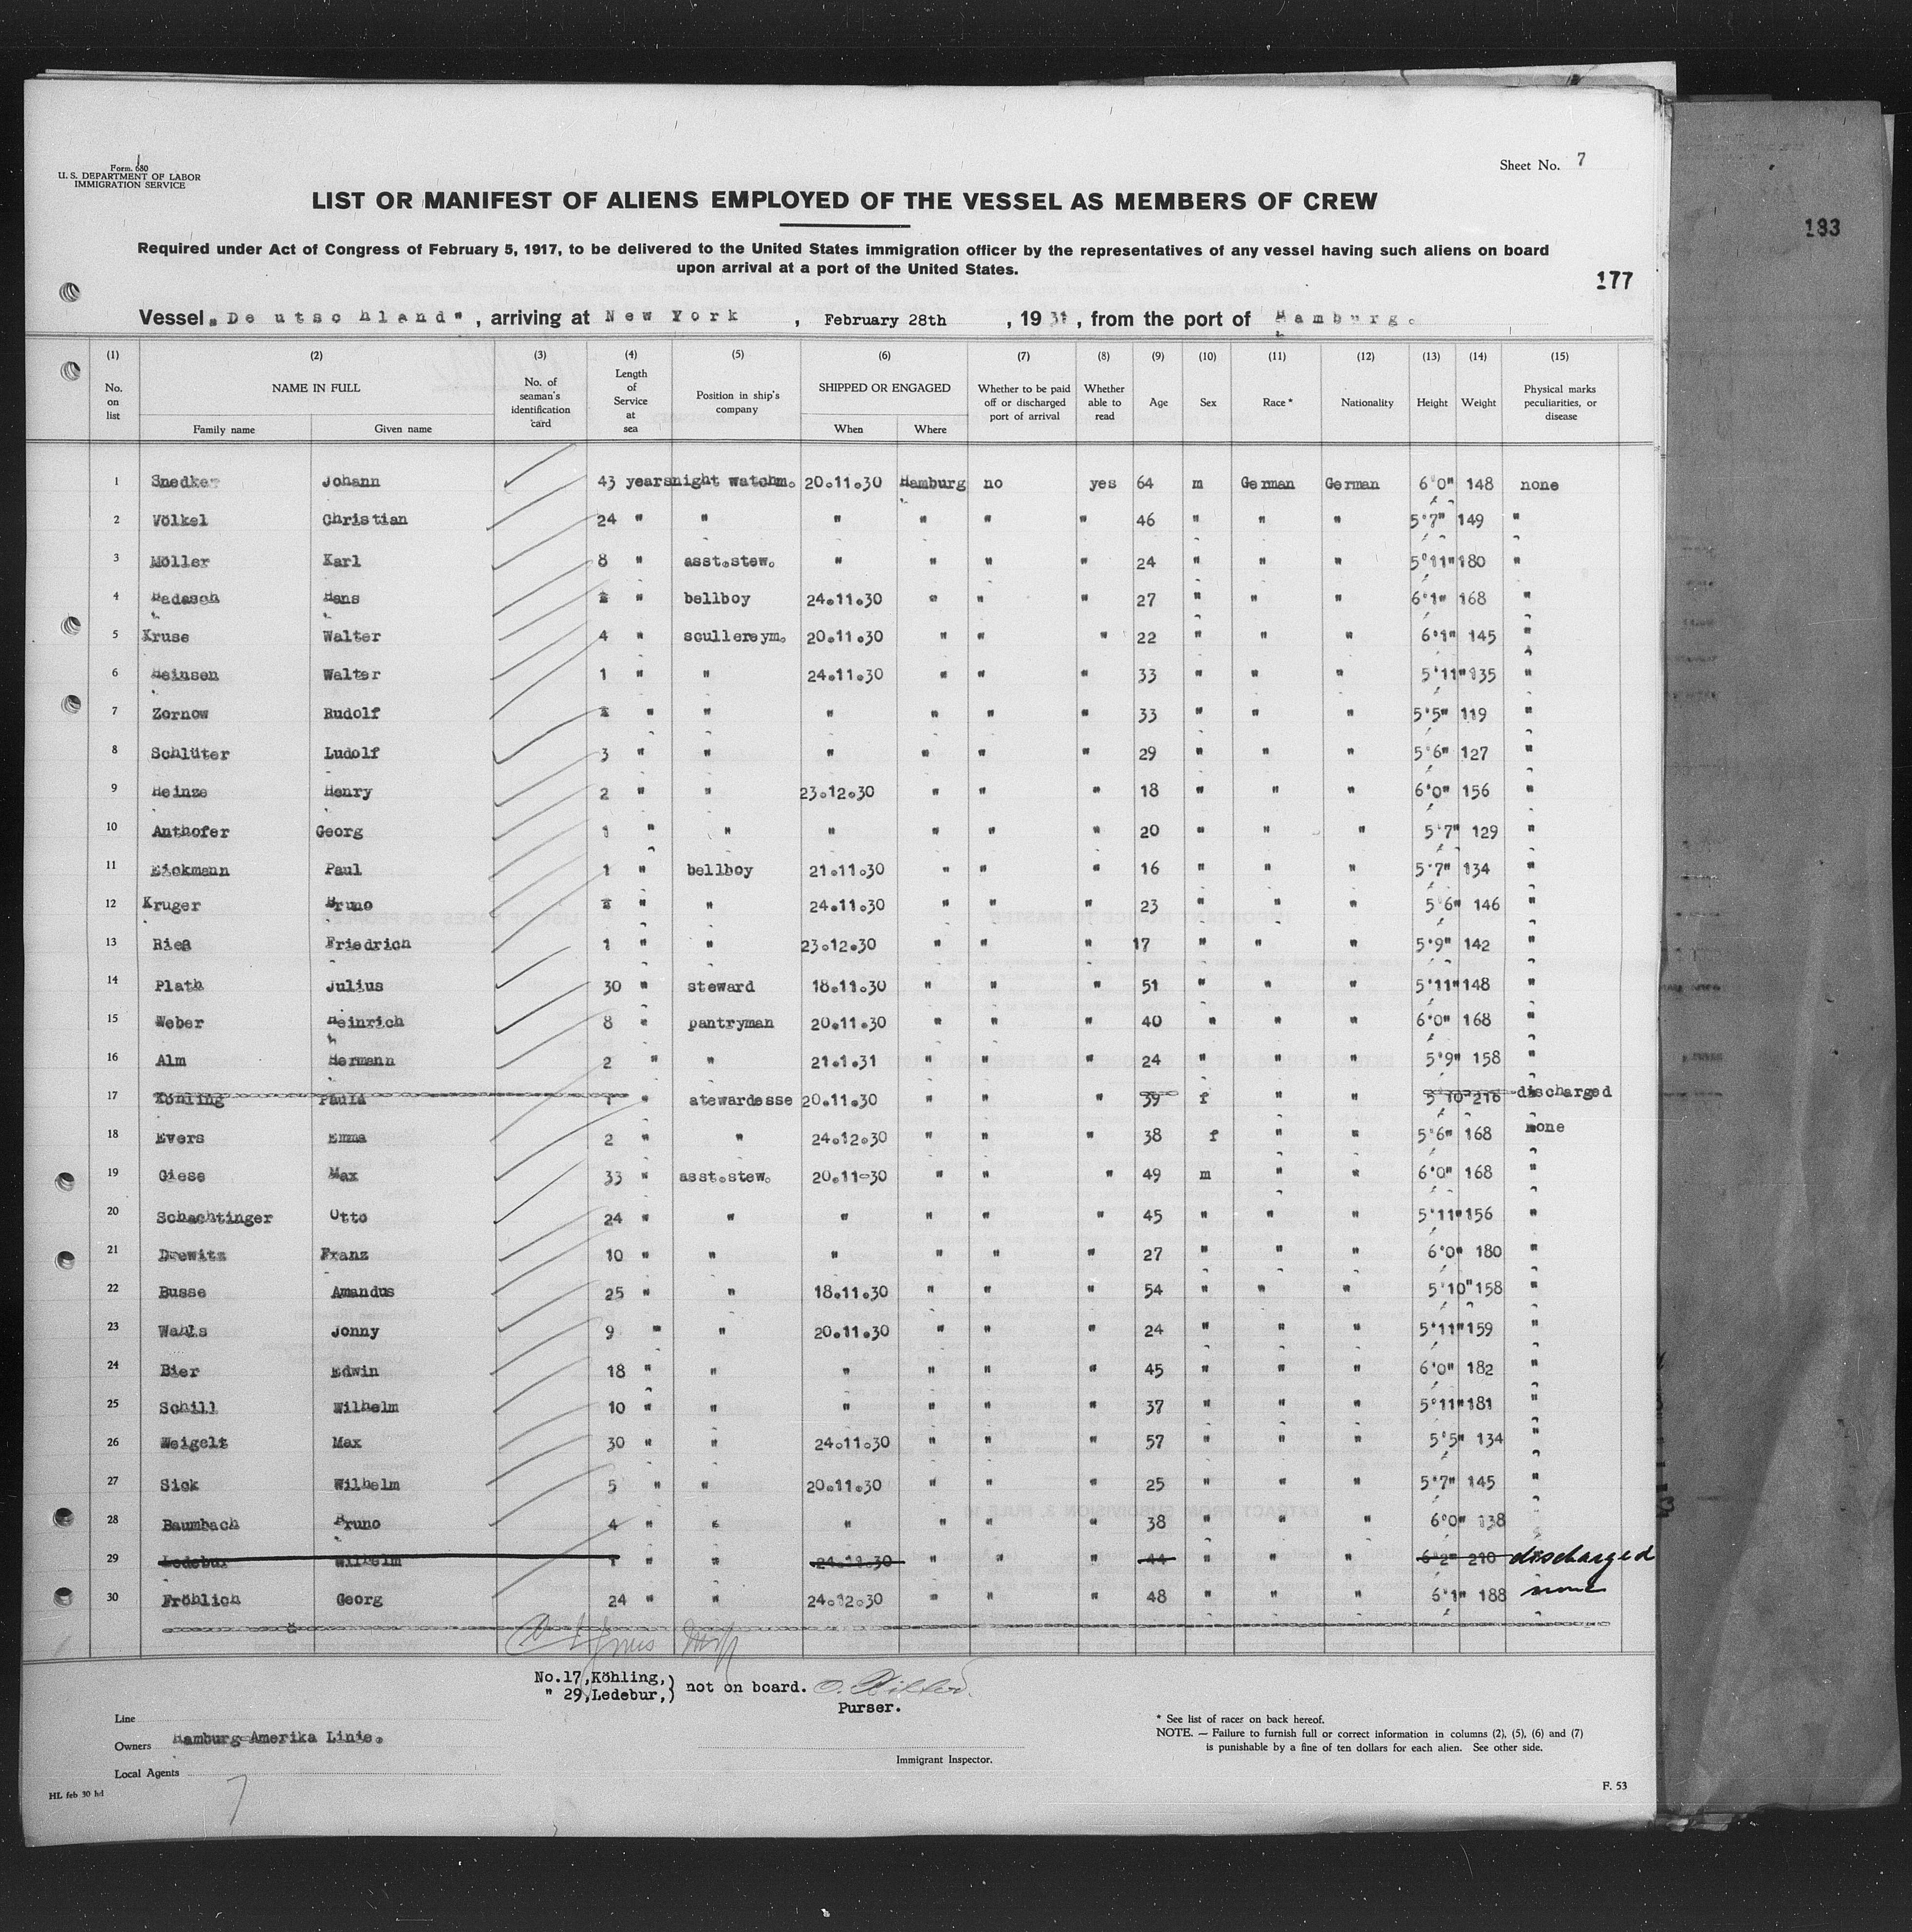 Form. 680
U. S. DEPARTMENT OF LABOR
IMMIGRATION SERVICE
Sheet No. 7
LIST OR MANIFEST OF ALIENS EMPLOYED OF THE VESSEL AS MEMBERS OF CREW
Required under Act of Congress of February 5, 1917, to be delivered to the United States immigration officer by the representatives of any vessel having such aliens on board
upon arrival at a port of the United States.
183
177
Vessel „Deutschland", arriving at New York, February 28th, 1931, from the port of Hamburg.
(1) (2) (3) (4) (5) (6) (7) (8) (9) (10) (11) (12) (13) (14) (15)
No. on list NAME IN FULL Family name Given name No. of seaman's identification card Length of Service at sea Position in ship's company SHIPPED OR ENGAGED When Where Whether to be paid off or discharged port of arrival Whether able to read Age Sex Race* Nationality Height Weight Physical marks peculiarities, or disease
1 Snedker Johann 43 years night watchm. 20.11.30 Hamburg no yes 64 m German German 6'0" 148 none
2 Völkel Christian 24 " " " " " " 46 " " " 5'7" 149 "
3 Möller Karl 8 " asst.stew. " " " " 24 " " " 5'11" 180 "
4 Hadasch Hans " bellboy 24.11.30 " " " 27 " " " 6'1" 168 "
5 Kruse Walter 4 " scullereym. 20.11.30 " " " 22 " " " 6'1" 145 "
6 Heinsen Walter 1 " " 24.11.30 " " " 33 " " " 5'11" 135 "
7 Zornow Rudolf " " " " " " 33 " " " 5'5" 119 "
8 Schlüter Ludolf 3 " " " " " " 29 " " " 5'6" 127 "
9 Heinze Henry 2 " " 23.12.30 " " " 18 " " " 6'0" 156 "
10 Anthofer Georg 1 " " " " " " 20 " " " 5'7" 129 "
11 Eickmann Paul 1 " bellboy 21.11.30 " " " 16 " " " 5'7" 134 "
12 Kruger Bruno " " 24.11.30 " " " 23 " " " 5'6" 146 "
13 Rieß Friedrich 1 " " 23.12.30 " " " 17 " " " 5'9" 142 "
14 Plath Julius 30 " steward 18.11.30 " " " 51 " " " 5'11" 148 "
15 Weber Heinrich 8 " pantryman 20.11.30 " " " 40 " " " 6'0" 168 "
16 Alm Hermann 2 " " 21.1.31 " " " 24 " " " 5'9" 158 "
17 Köhling Paula 1 " atewardesse 20.11.30 " " " 39 f " " 5'10" 216 discharged
18 Evers Emma 2 " " 24.12.30 " " " 38 f " " 5'6" 168 none
19 Giese Max 33 " asst.stew. 20.11-30 " " " 49 m " " 6'0" 168 "
20 Schachtinger Otto 24 " " " " " " 45 " " " 5'11" 156 "
21 Drewitz Franz 10 " " " " " " 27 " " " 6'0" 180 "
22 Busse Amandus 25 " " 18.11.30 " " " 54 " " " 5'10" 158 "
23 Wahls Jonny 9 " " 20.11.30 " " " 24 " " " 5'11" 159 "
24 Bier Edwin 18 " " " " " " 45 " " " 6'0" 182 "
25 Schill Wilhelm 10 " " " " " " 37 " " " 5'11" 181 "
26 Weigelt Max 30 " " 24.11.30 " " " 57 " " " 5'5" 134 "
27 Sick Wilhelm 5 " " 20.11.30 " " " 25 " " " 5'7" 145 "
28 Baumbach Bruno 4 " " " " " " 38 " " " 6'0" 138 "
29 Ledebur Wilhelm 1 " " 24.11.30 " " " 44 " " " 6'2" 210 discharged
30 Fröhlich Georg 24 " " 24.12.30 " " " 48 " " " 6'1" 188 none
No.17,Köhling,) not on board.
" 29,Ledebur,)
Purser.
Line
Owners Hamburg-Amerika Linie.
Local Agents
Immigrant Inspector.
* See list of racer on back hereof.
NOTE. — Failure to furnish full or correct information in columns (2), (5), (6) and (7)
is punishable by a fine of ten dollars for each alien. See other side.
HL feb 30 hd
7
F. 53